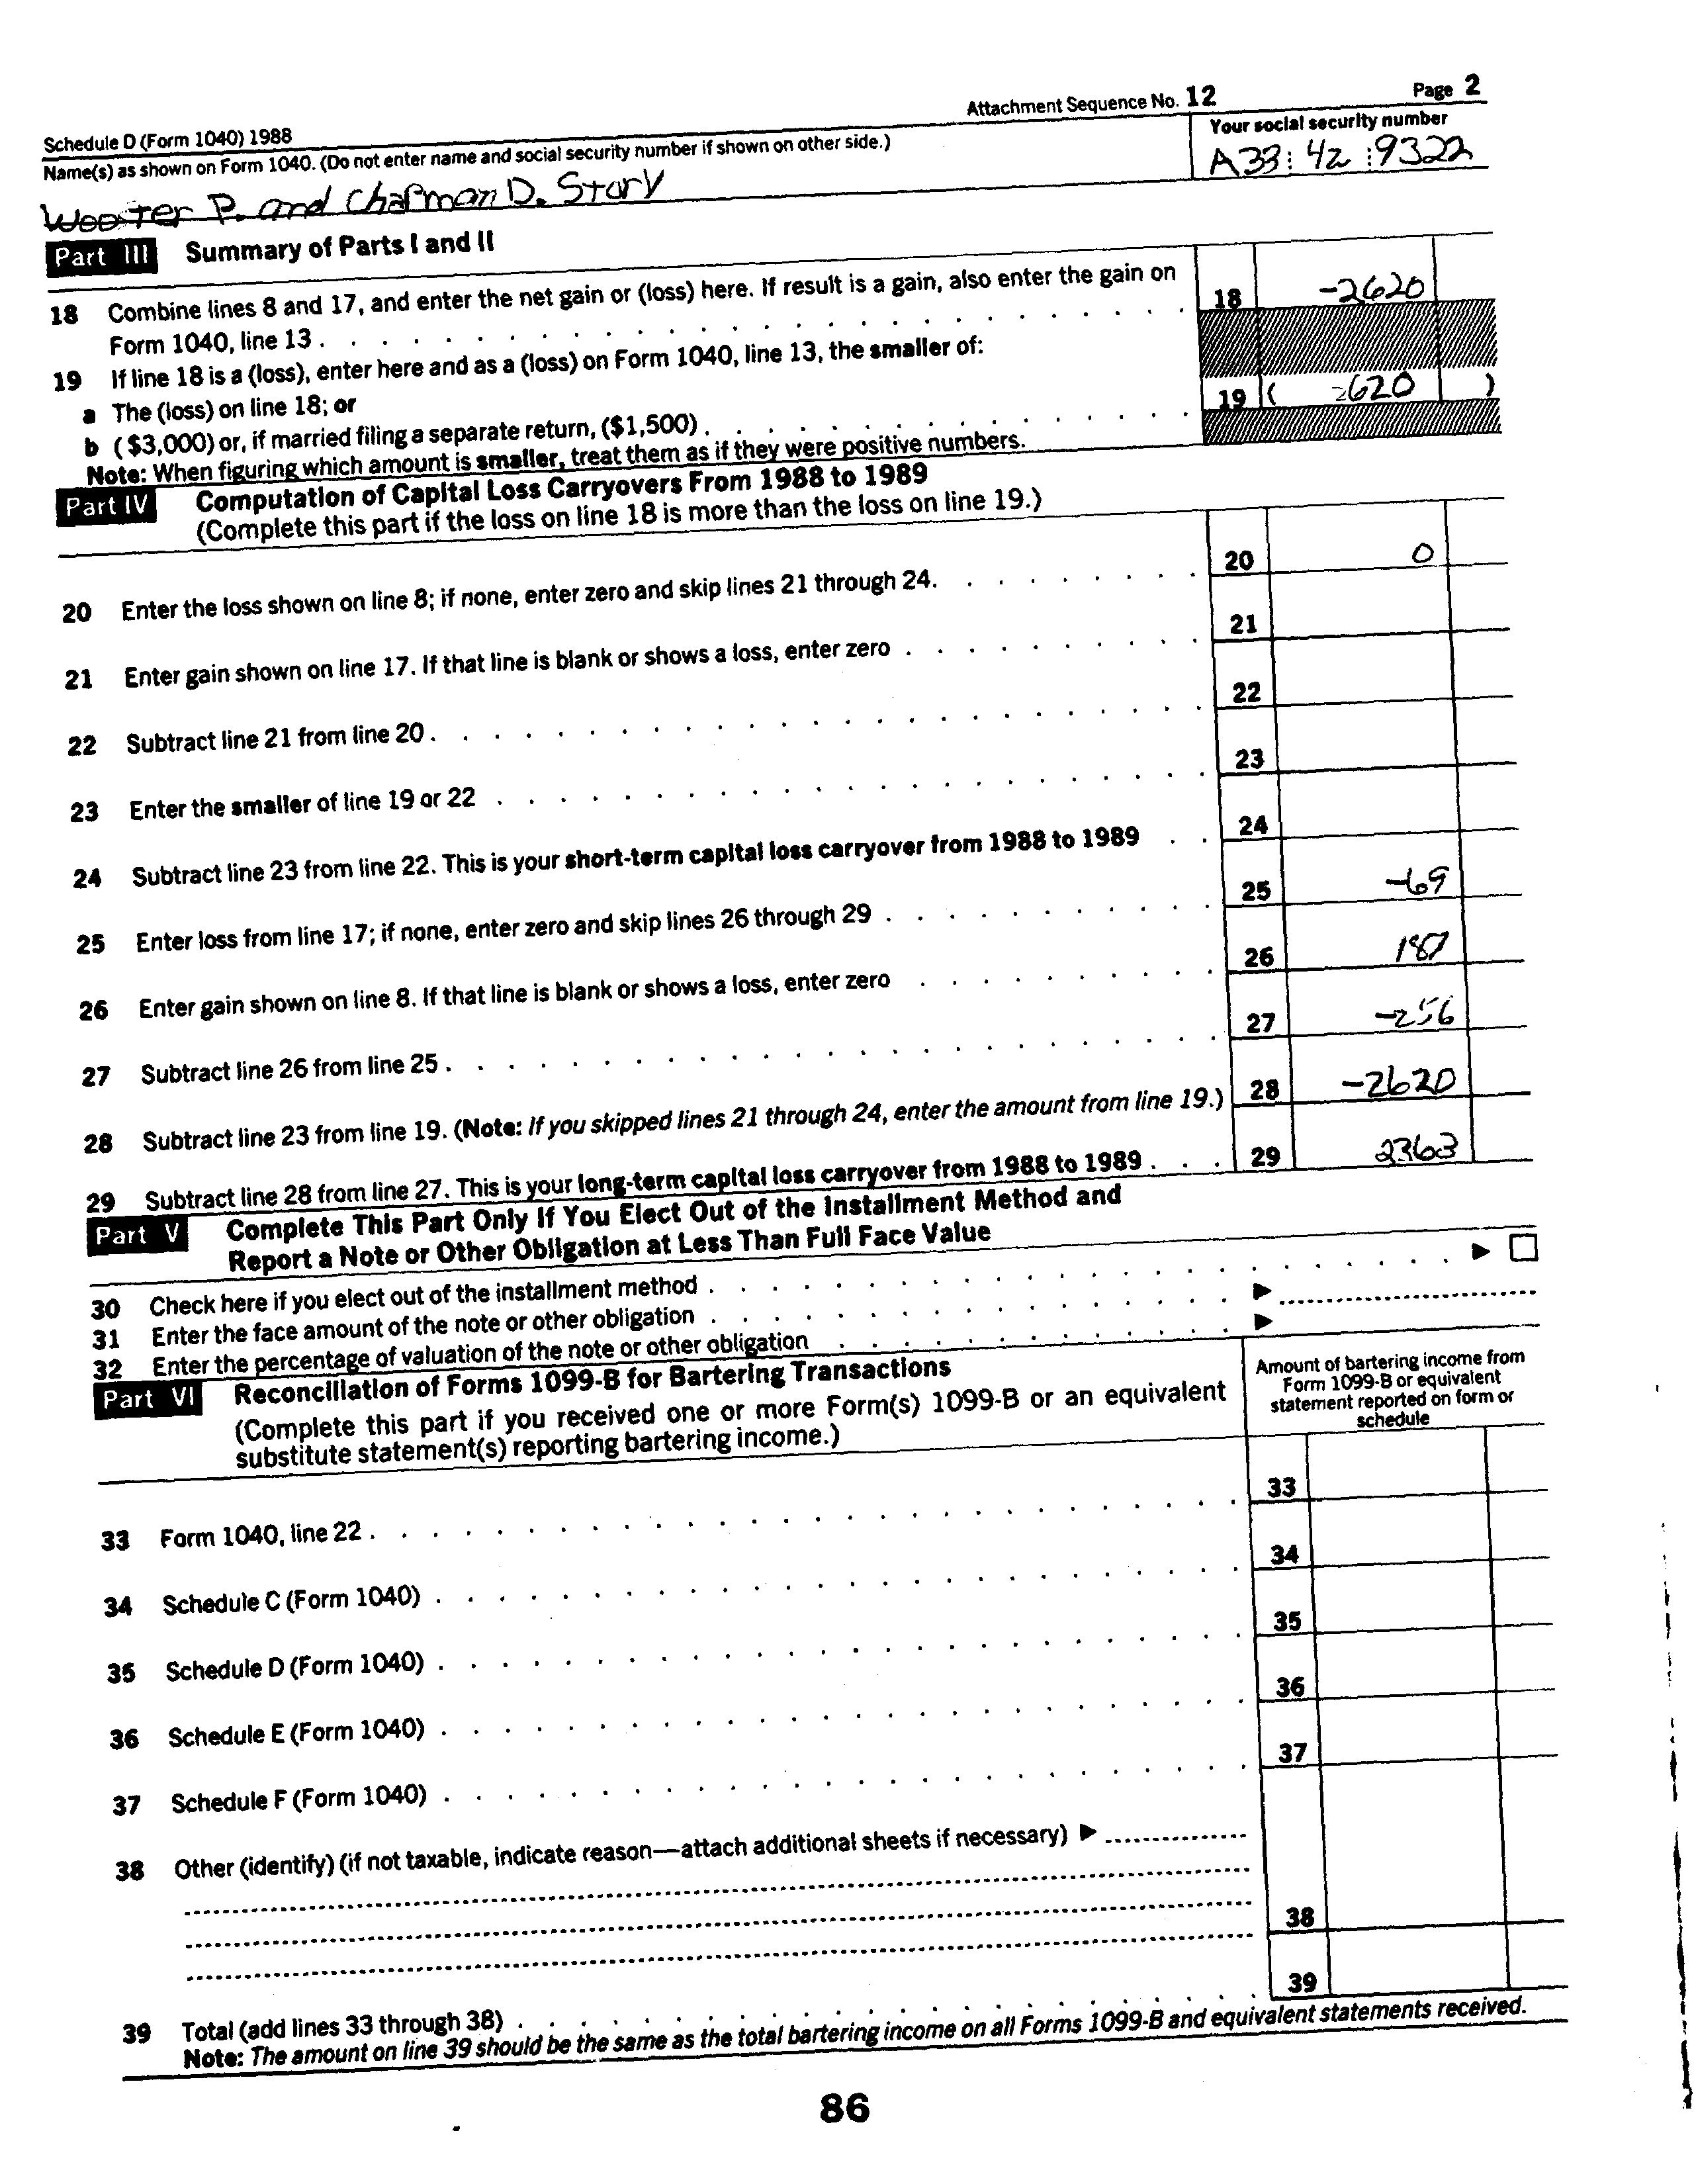 Attachment Sequence No. 12 Page 2
Schedule D (Form 1040) 1988
Name(s) as shown on Form 1040. (Do not enter name and social security number if shown on other side.) Your social security number
Wooster P. and Chapman D. Story A33 42 9322
Part III Summary of Parts I and II
18 Combine lines 8 and 17, and enter the net gain or (loss) here. If result is a gain, also enter the gain on
Form 1040, line 13 . . . . 18 -2620
19 If line 18 is a (loss), enter here and as a (loss) on Form 1040, line 13, the smaller of:
a The (loss) on line 18; or
b ($3,000) or, if married filing a separate return, ($1,500) . . . . 19 ( 2620 )
Note: When figuring which amount is smaller, treat them as if they were positive numbers.
Part IV Computation of Capital Loss Carryovers From 1988 to 1989
(Complete this part if the loss on line 18 is more than the loss on line 19.)
20 Enter the loss shown on line 8; if none, enter zero and skip lines 21 through 24. . . . . 20 0
21 Enter gain shown on line 17. If that line is blank or shows a loss, enter zero . . . . 21
22 Subtract line 21 from line 20 . . . . 22
23 Enter the smaller of line 19 or 22 . . . . 23
24 Subtract line 23 from line 22. This is your short-term capital loss carryover from 1988 to 1989 . . 24
25 Enter loss from line 17; if none, enter zero and skip lines 26 through 29 . . . . 25 -69
26 Enter gain shown on line 8. If that line is blank or shows a loss, enter zero . . . . 26 187
27 Subtract line 26 from line 25 . . . . 27 -256
28 Subtract line 23 from line 19. (Note: If you skipped lines 21 through 24, enter the amount from line 19.) 28 -2620
29 Subtract line 28 from line 27. This is your long-term capital loss carryover from 1988 to 1989 . . . 29 2363
Part V Complete This Part Only If You Elect Out of the Installment Method and
Report a Note or Other Obligation at Less Than Full Face Value
30 Check here if you elect out of the installment method . . . . ▶ ☐
31 Enter the face amount of the note or other obligation . . . . ▶
32 Enter the percentage of valuation of the note or other obligation . . . . ▶
Part VI Reconciliation of Forms 1099-B for Bartering Transactions
(Complete this part if you received one or more Form(s) 1099-B or an equivalent
substitute statement(s) reporting bartering income.)
Amount of bartering income from
Form 1099-B or equivalent
statement reported on form or
schedule
33 Form 1040, line 22 . . . . 33
34 Schedule C (Form 1040) . . . . 34
35 Schedule D (Form 1040) . . . . 35
36 Schedule E (Form 1040) . . . . 36
37 Schedule F (Form 1040) . . . . 37
38 Other (identify) (if not taxable, indicate reason—attach additional sheets if necessary) ▶
38
39 Total (add lines 33 through 38) . . . . 39
Note: The amount on line 39 should be the same as the total bartering income on all Forms 1099-B and equivalent statements received.
86